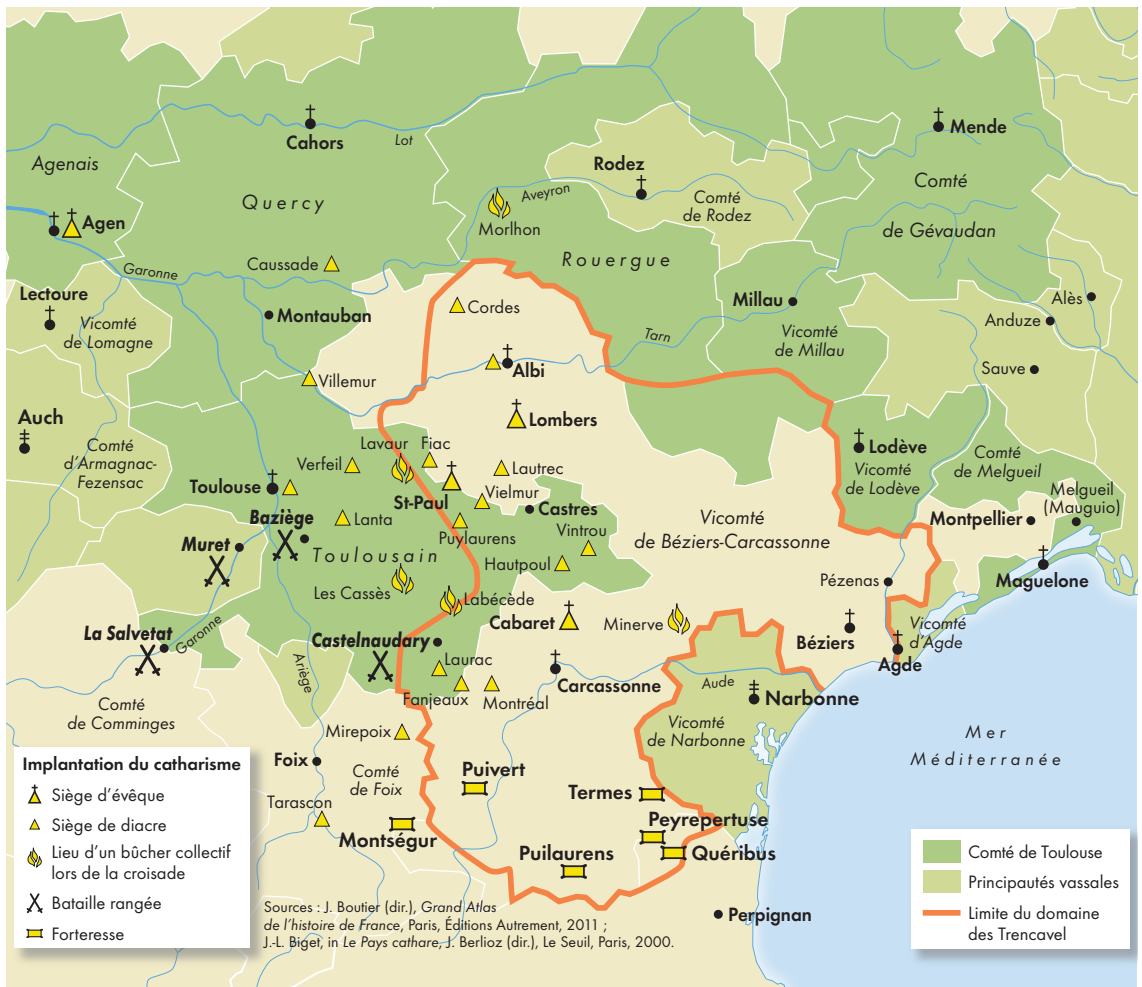 Cahors
Lot
Mende
Agenais
Rodez
Comté
de Gévaudan
Quercy
Aveyron
Comté
de Rodez
Agen
Morlhon
Garonne
Caussade
Rouergue
Lectoure
Vicomté
de Lomagne
Montauban
Cordes
Millau
Alès
Anduze
Tarn
Vicomté
de Millau
Sauve
Albi
Villemur
Auch
Lombers
Comté
d'Armagnac-
Fezensac
Lavaur
Fiac
Lodève
Vicomté
de Lodève
Comté
de Melgueil
Verfeil
Lautrec
Toulouse
St-Paul
Vielmur
Melgueil
(Mauguio)
Baziège
Lanta
Castres
Vicomté
de Béziers-Carcassonne
Montpellier
Puylaurens
Vintrou
Muret
Toulousain
Hautpoul
Maguelone
Les Cassès
Labécède
Pézenas
Cabaret
Minerve
La Salvetat
Garonne
Castelnaudary
Béziers
Vicomté
d'Agde
Agde
Ariège
Laurac
Carcassonne
Aude
Narbonne
Fanjeaux
Montréal
Comté
de Comminges
Vicomté
de Narbonne
Mirepoix
Mer
Méditerranée
Foix
Comté
de Foix
Puivert
Termes
Tarascon
Peyrepertuse
Montségur
Puilaurens
Quéribus
Perpignan
Implantation du catharisme
Siège d'évêque
Siège de diacre
Lieu d'un bûcher collectif
lors de la croisade
Bataille rangée
Forteresse
Sources : J. Boutier (dir.), Grand Atlas
de l'histoire de France, Paris, Éditions Autrement, 2011 ;
J.-L. Biget, in Le Pays cathare, J. Berlioz (dir.), Le Seuil, Paris, 2000.
Comté de Toulouse
Principautés vassales
Limite du domaine
des Trencavel